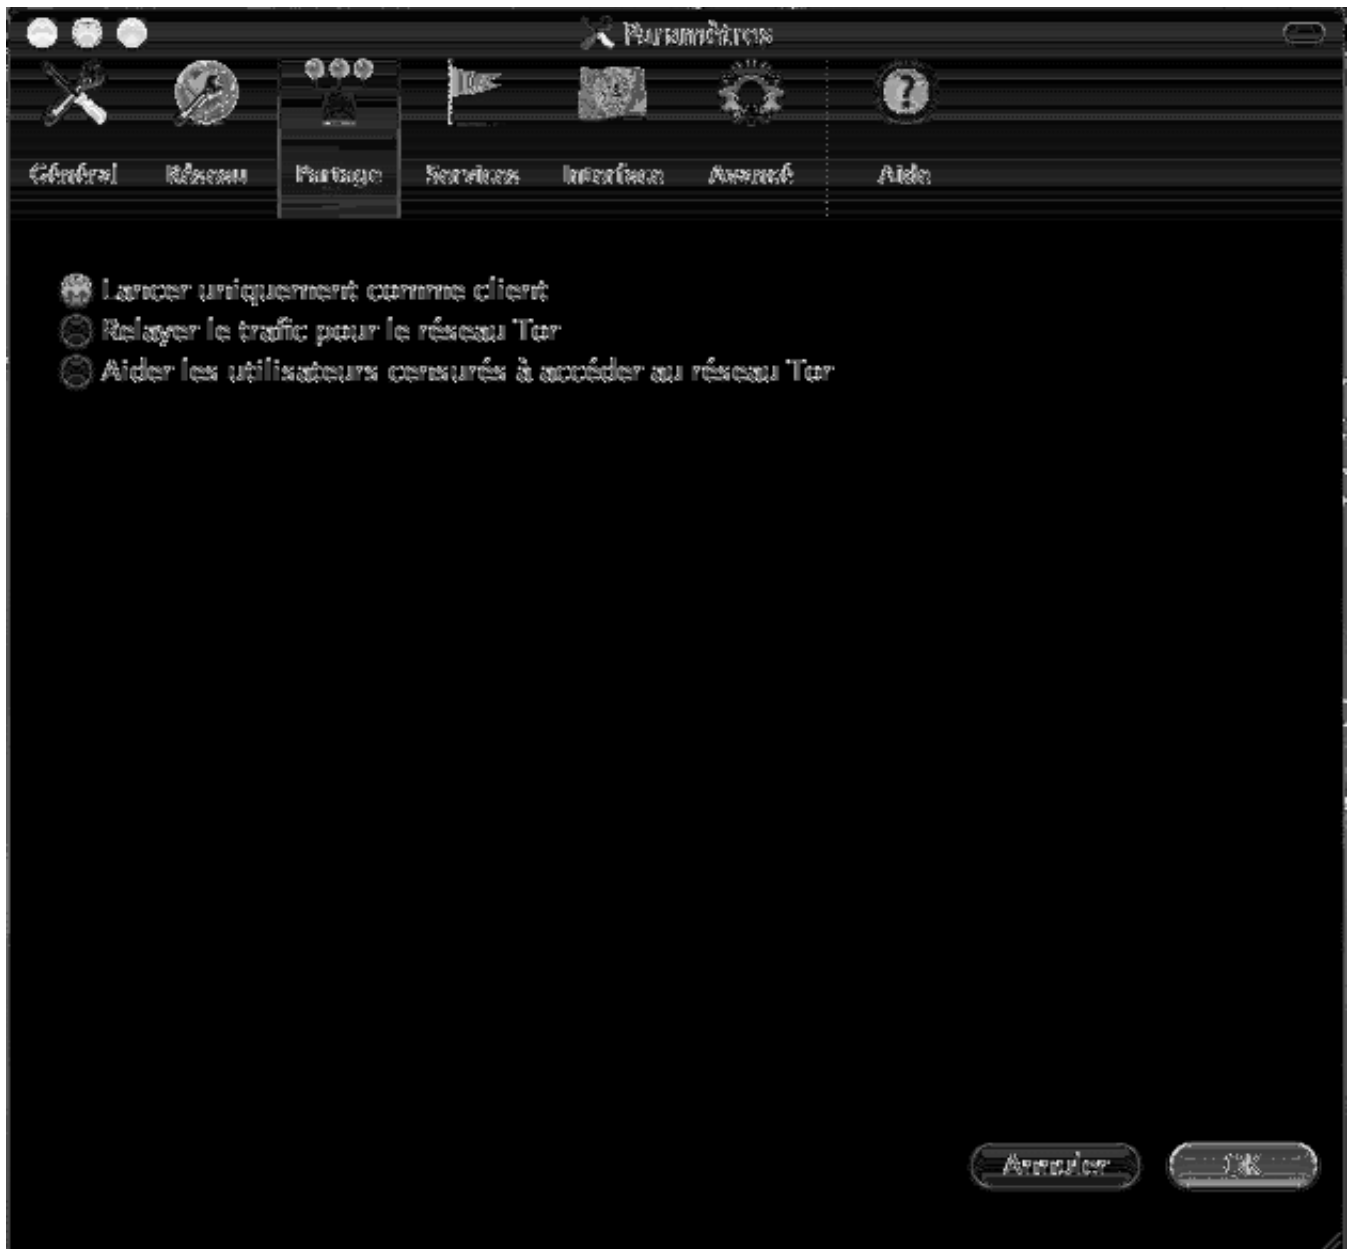 Paramètres
Général Réseau Partage Services Interface Avancé Aide
Lancer uniquement comme client
Relayer le trafic pour le réseau Tor
Aider les utilisateurs censurés à accéder au réseau Tor
Annuler OK